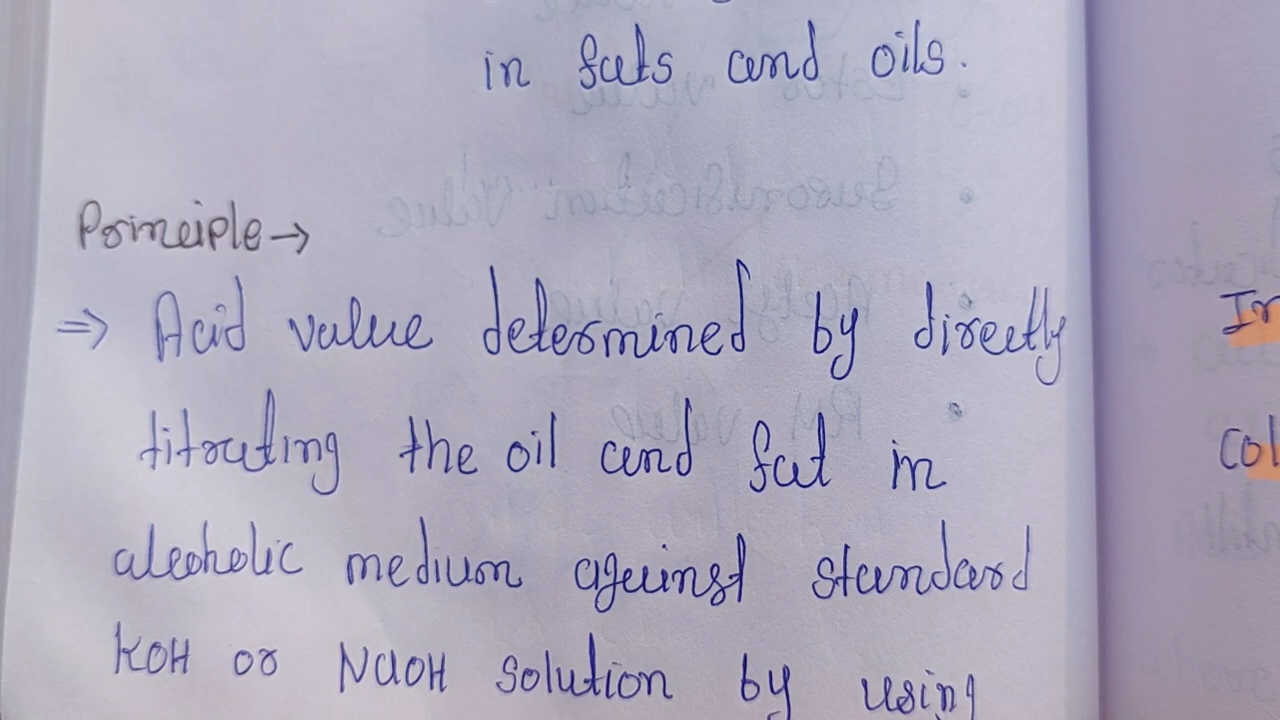 in fats and oils.
Principle →
⇒ Acid value determined by directly
titrating the oil and fat in
alcoholic medium against standard
KOH or NaOH solution by using